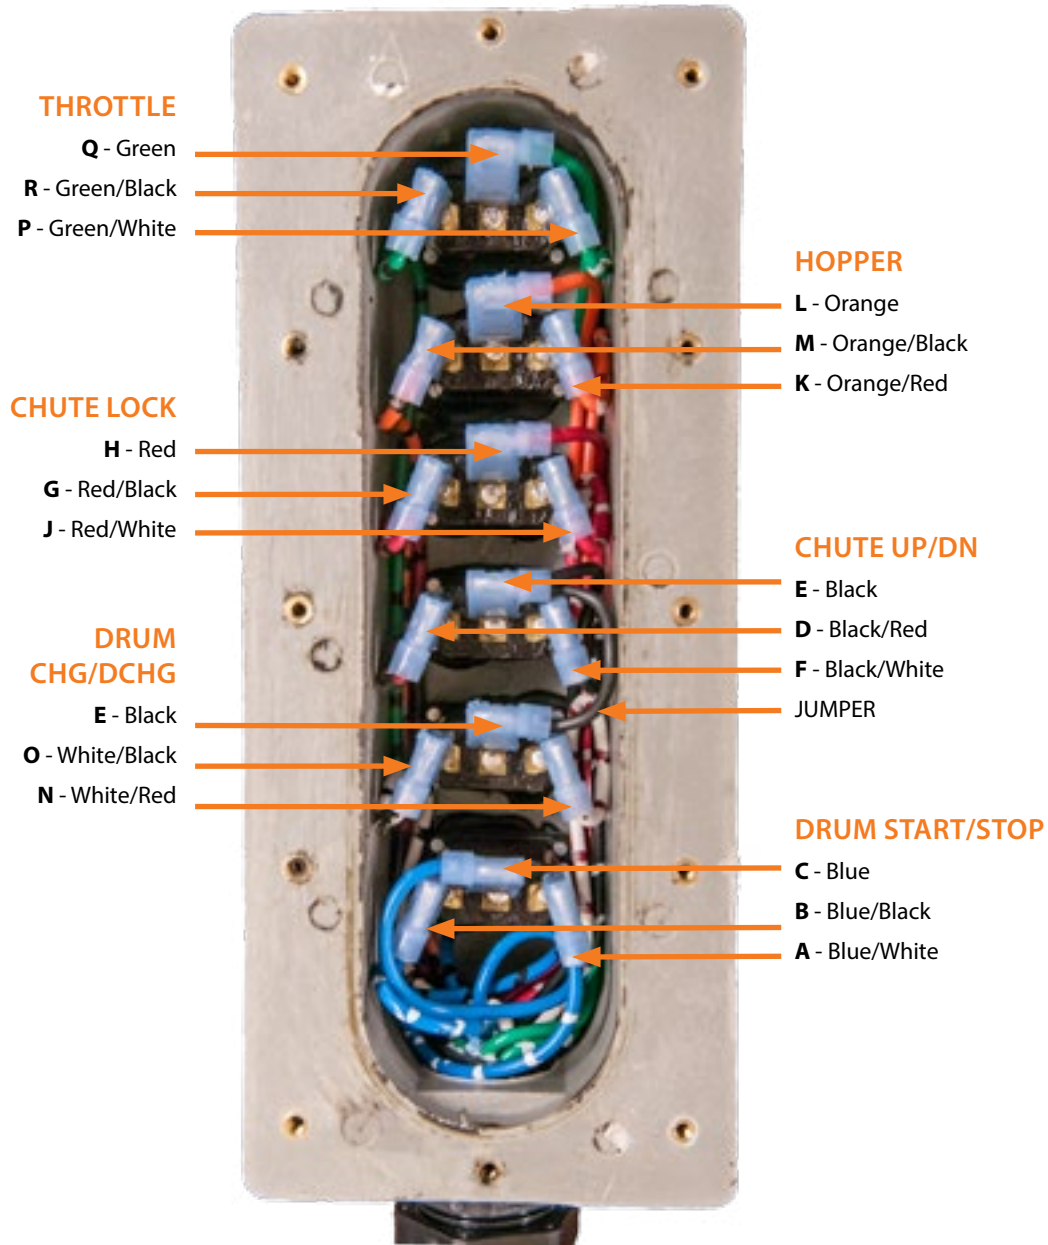 THROTTLE
Q - Green
R - Green/Black
P - Green/White
HOPPER
L - Orange
M - Orange/Black
K - Orange/Red
CHUTE LOCK
H - Red
G - Red/Black
J - Red/White
CHUTE UP/DN
E - Black
D - Black/Red
F - Black/White
JUMPER
DRUM
CHG/DCHG
E - Black
O - White/Black
N - White/Red
DRUM START/STOP
C - Blue
B - Blue/Black
A - Blue/White